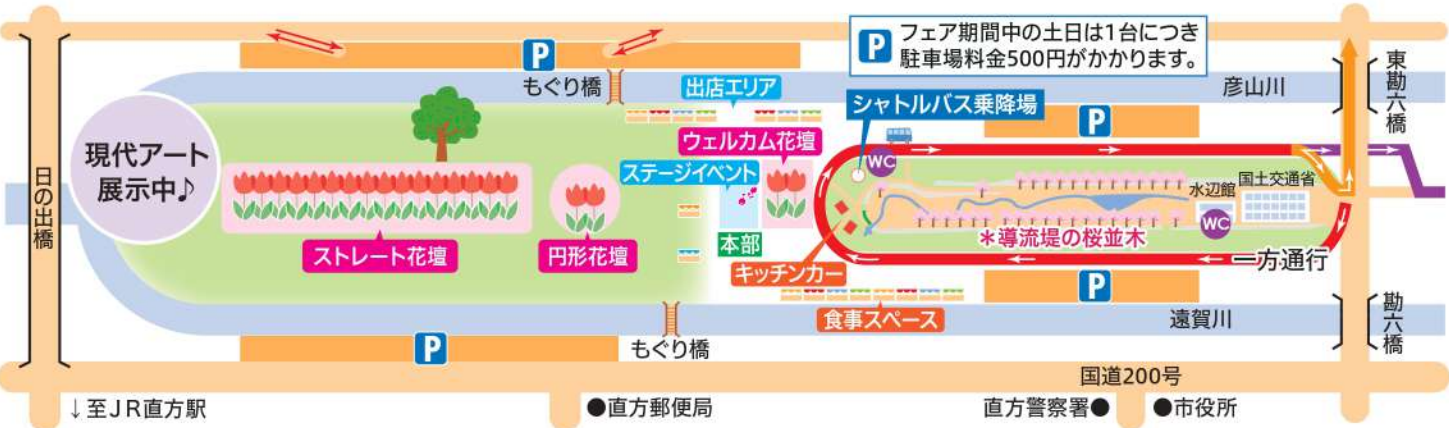 P
フェア期間中の土日は1台につき
駐車場料金500円がかかります。
P
もぐり橋
出店エリア
彦山川
東勘六橋
シャトルバス乗降場
P
現代アート
展示中♪
ウェルカム花壇
WC
日の出橋
ステージイベント
水辺館
国土交通省
WC
ストレート花壇
円形花壇
本部
*導流堤の桜並木
キッチンカー
一方通行
P
食事スペース
遠賀川
勘六橋
P
もぐり橋
国道200号
↓至JR直方駅
●直方郵便局
直方警察署●
●市役所